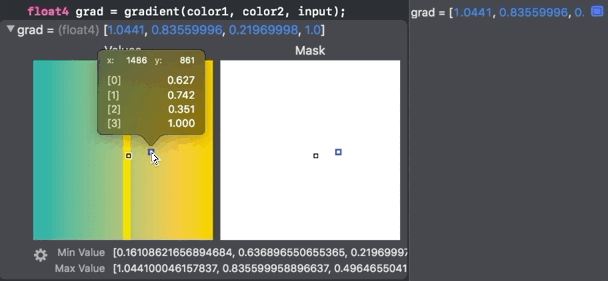 float4 grad = gradient(color1, color2, input);
grad = (float4) [1.0441, 0.83559996, 0.21969998, 1.0]
grad = [1.0441, 0.83559996, 0.
Mask
x: 1486 y: 861
[0] 0.627
[1] 0.742
[2] 0.351
[3] 1.000
Min Value [0.16108621656894684, 0.636896550655365, 0.21969997
Max Value [1.044100046157837, 0.835599958896637, 0.4964655041